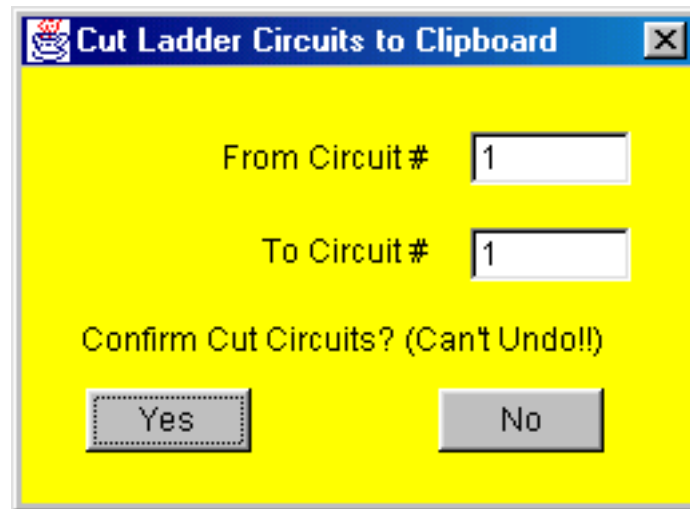 Cut Ladder Circuits to Clipboard
From Circuit # 1
To Circuit # 1
Confirm Cut Circuits? (Can't Undo!!)
Yes No